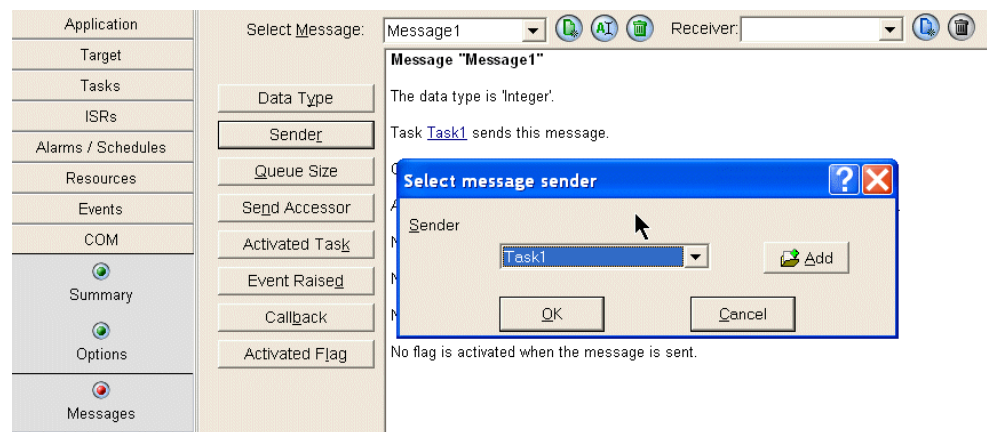 Application
Target
Tasks
ISRs
Alarms / Schedules
Resources
Events
COM
Summary
Options
Messages
Select Message:
Message1
AI
Receiver:
Data Type
Sender
Queue Size
Send Accessor
Activated Task
Event Raised
Callback
Activated Flag
Message "Message1"
The data type is 'Integer'.
Task Task1 sends this message.
No flag is activated when the message is sent.
Select message sender
?
Sender
Task1
Add
OK
Cancel